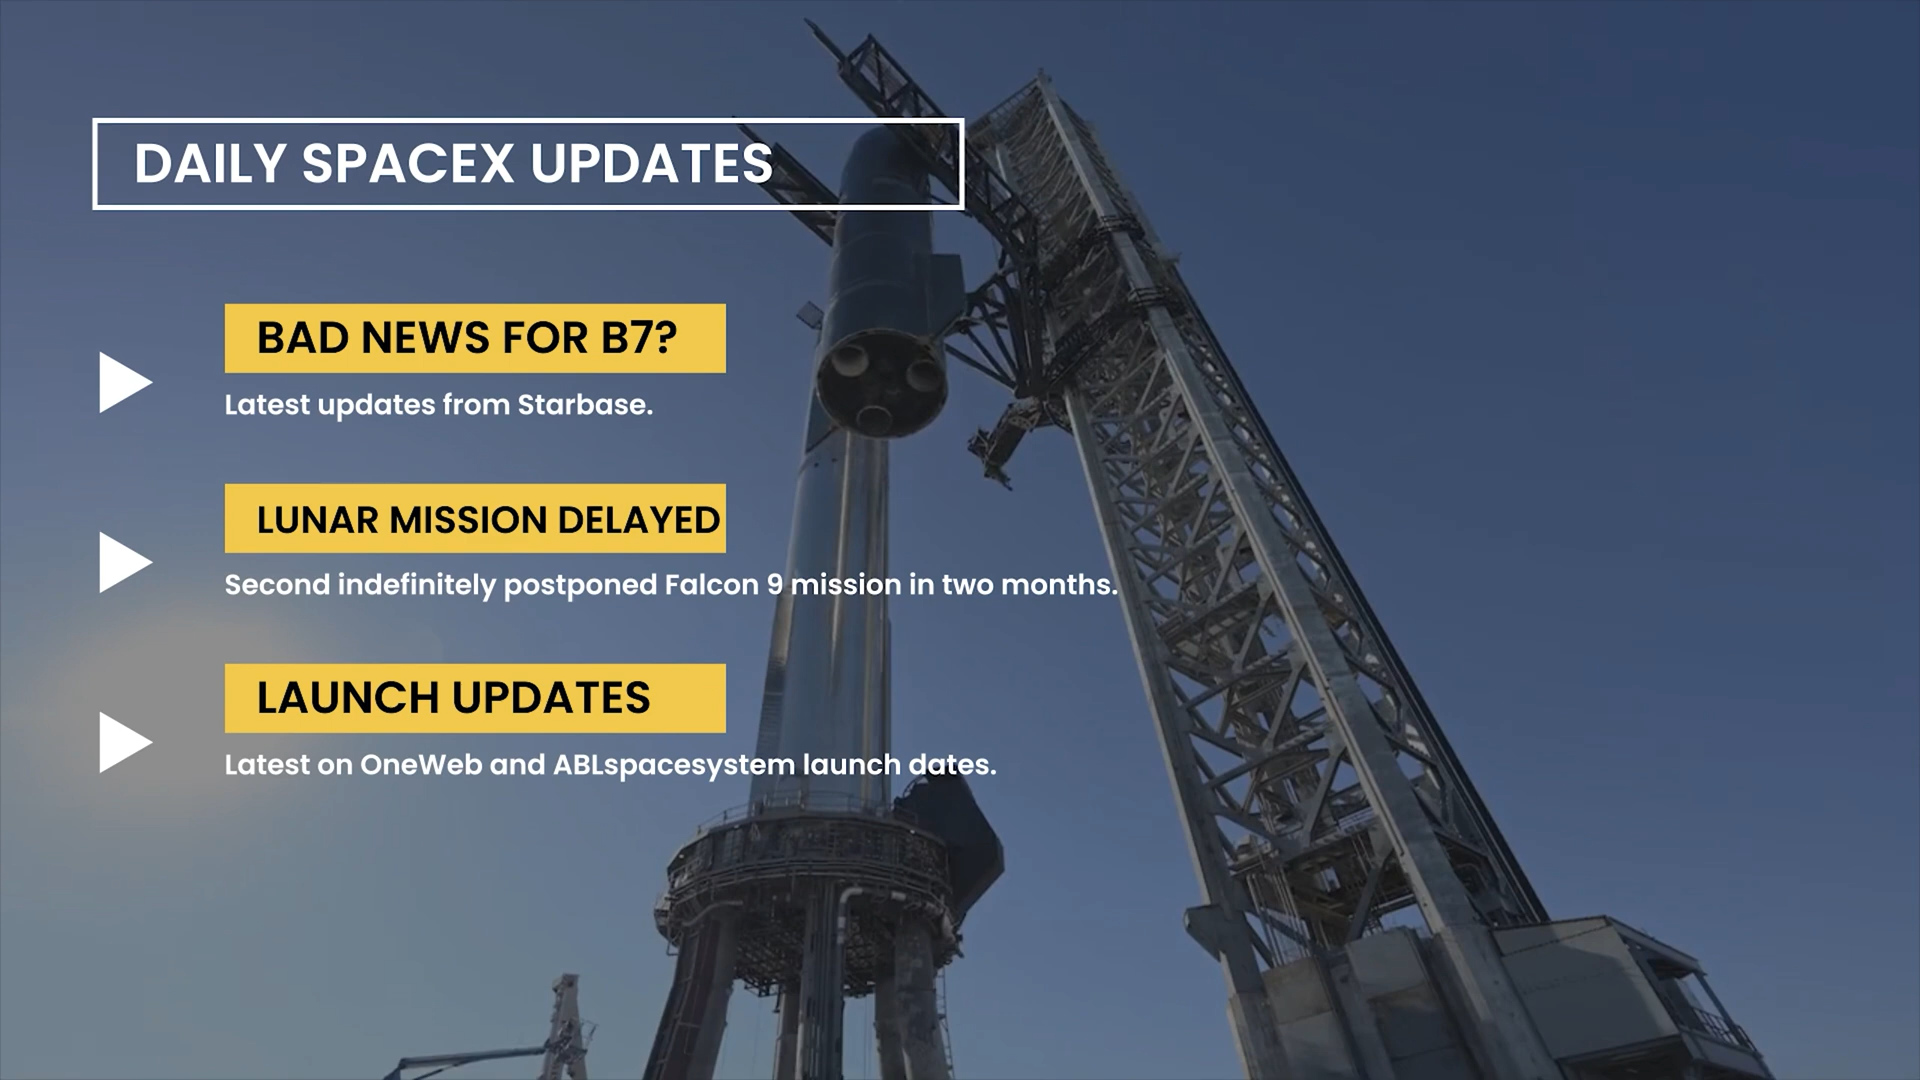 DAILY SPACEX UPDATES
BAD NEWS FOR B7?
Latest updates from Starbase.
LUNAR MISSION DELAYED
Second indefinitely postponed Falcon 9 mission in two months.
LAUNCH UPDATES
Latest on OneWeb and ABLspacesystem launch dates.